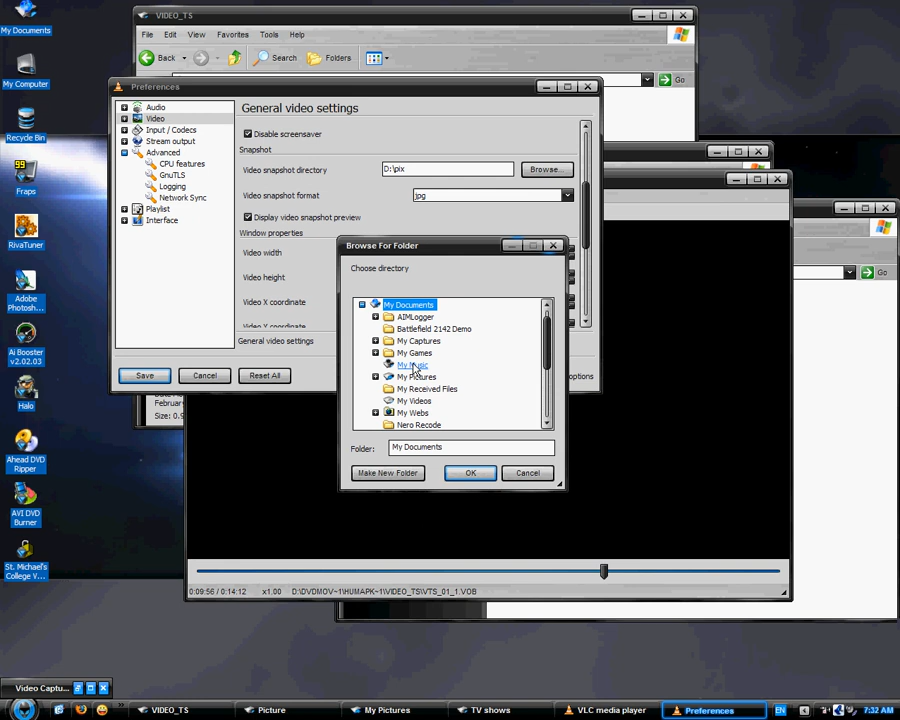 My Documents
My Computer
Recycle Bin
99
Fraps
RivaTuner
Adobe
Photosh...
Ai Booster
v2.02.03
Halo
Ahead DVD
Ripper
AVI DVD
Burner
St. Michael's
College V...
VIDEO_TS
File Edit View Favorites Tools Help
Back Search Folders
Go
Preferences
Audio
Video
Input / Codecs
Stream output
Advanced
CPU features
GnuTLS
Logging
Network Sync
Playlist
Interface
General video settings
Disable screensaver
Snapshot
Video snapshot directory D:\pix Browse...
Video snapshot format jpg
Display video snapshot preview
Window properties
Video width
Video height
Video X coordinate
Video Y coordinate
General video settings
Save Cancel Reset All
options
Browse For Folder
Choose directory
My Documents
AIMLogger
Battlefield 2142 Demo
My Captures
My Games
My Music
My Pictures
My Received Files
My Videos
My Webs
Nero Recode
Folder: My Documents
Make New Folder OK Cancel
February
Size: 0.9
Go
0:09:56 / 0:14:12 x1.00 D:\DVDMOV~1\HUMAPK~1\VIDEO_TS\VTS_01_1.VOB
Video Captu...
VIDEO_TS Picture My Pictures TV shows VLC media player Preferences EN 7:32 AM